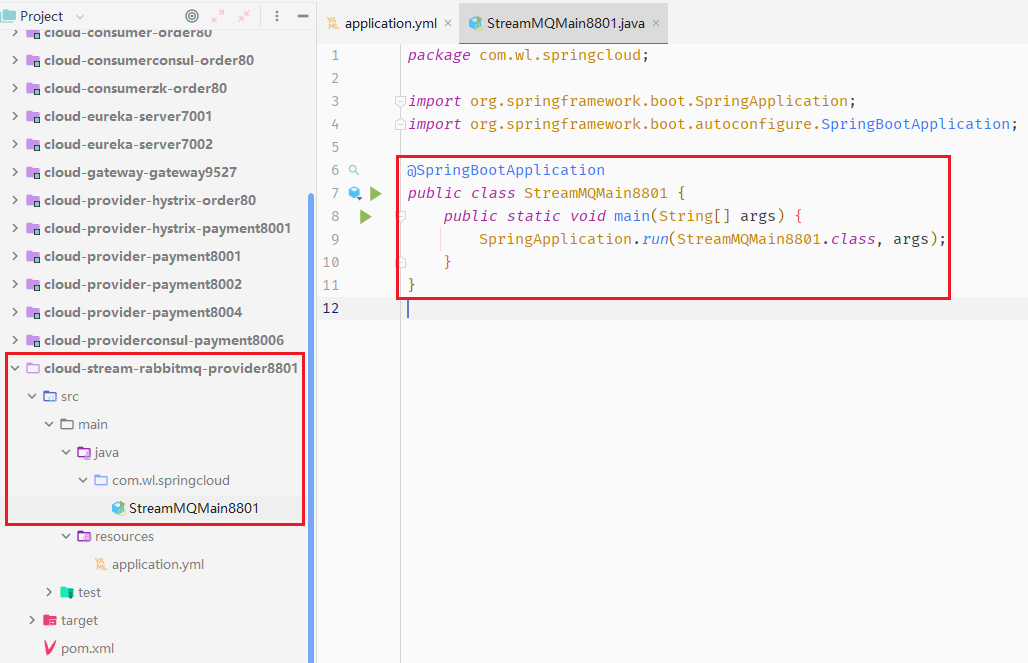 Project
cloud-consumer-order80
cloud-consumerconsul-order80
cloud-consumerzk-order80
cloud-eureka-server7001
cloud-eureka-server7002
cloud-gateway-gateway9527
cloud-provider-hystrix-order80
cloud-provider-hystrix-payment8001
cloud-provider-payment8001
cloud-provider-payment8002
cloud-provider-payment8004
cloud-providerconsul-payment8006
cloud-stream-rabbitmq-provider8801
src
main
java
com.wl.springcloud
StreamMQMain8801
resources
application.yml
test
target
pom.xml
application.yml
StreamMQMain8801.java
1 package com.wl.springcloud;
2
3 import org.springframework.boot.SpringApplication;
4 import org.springframework.boot.autoconfigure.SpringBootApplication;
5
6 @SpringBootApplication
7 public class StreamMQMain8801 {
8 public static void main(String[] args) {
9 SpringApplication.run(StreamMQMain8801.class, args);
10 }
11 }
12